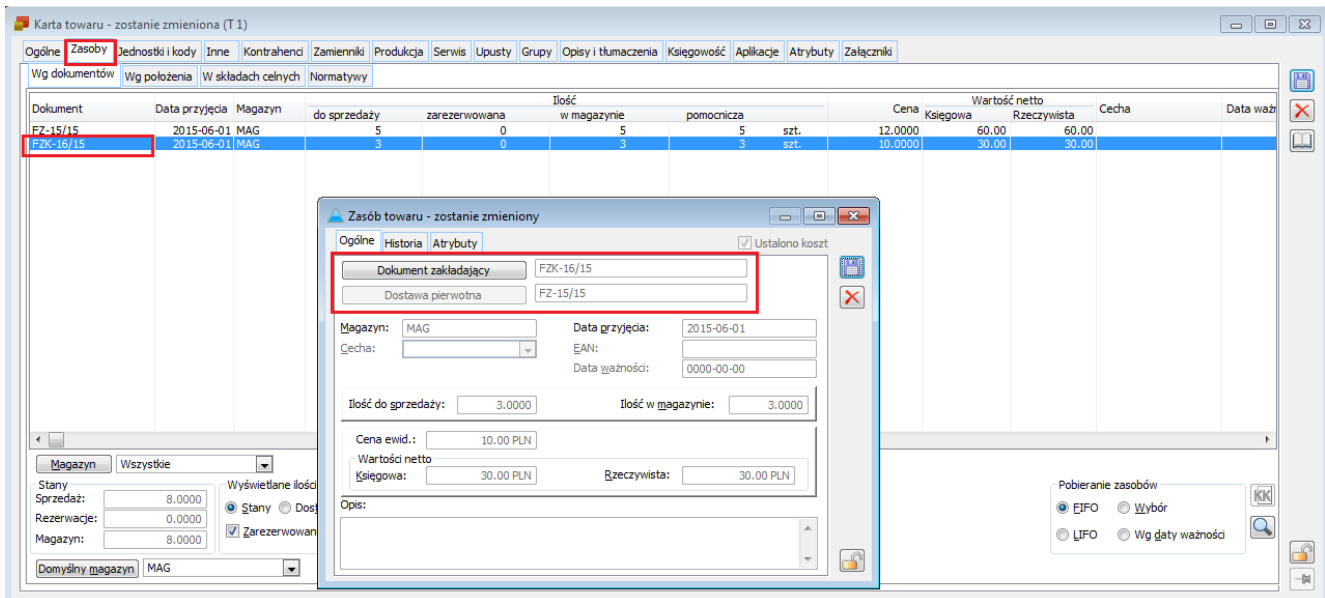 Karta towaru - zostanie zmieniona (T 1)
Ogólne Zasoby Jednostki i kody Inne Kontrahenci Zamienniki Produkcja Serwis Upusty Grupy Opisy i tłumaczenia Księgowość Aplikacje Atrybuty Załączniki
Wg dokumentów Wg położenia W składach celnych Normatywy
Ilość Wartość netto
Dokument Data przyjęcia Magazyn do sprzedaży zarezerwowana w magazynie pomocnicza Cena Księgowa Rzeczywista Cecha Data ważn
FZ-15/15 2015-06-01 MAG 5 0 5 5 szt. 12.0000 60.00 60.00
FZK-16/15 2015-06-01 MAG 3 0 3 3 szt. 10.0000 30.00 30.00
Zasób towaru - zostanie zmieniony
Ogólne Historia Atrybuty Ustalono koszt
Dokument zakładający FZK-16/15
Dostawa pierwotna FZ-15/15
Magazyn: MAG Data przyjęcia: 2015-06-01
Cecha: EAN:
Data ważności: 0000-00-00
Ilość do sprzedaży: 3.0000 Ilość w magazynie: 3.0000
Cena ewid.: 10.00 PLN
Wartości netto
Księgowa: 30.00 PLN Rzeczywista: 30.00 PLN
Opis:
Magazyn Wszystkie
Stany Wyświetlane ilości
Sprzedaż: 8.0000 Stany Dost
Rezerwacje: 0.0000
Magazyn: 8.0000 Zarezerwowan
Domyślny magazyn MAG
Pobieranie zasobów
FIFO Wybór
LIFO Wg daty ważności
KK